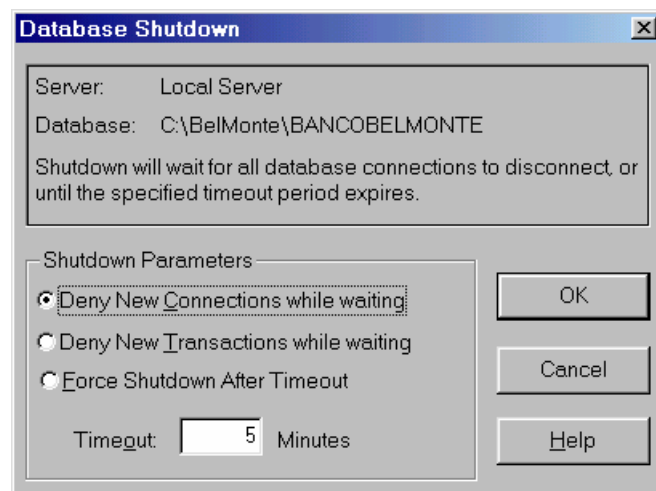 Database Shutdown
Server: Local Server
Database: C:\BelMonte\BANCOBELMONTE
Shutdown will wait for all database connections to disconnect, or
until the specified timeout period expires.
Shutdown Parameters
Deny New Connections while waiting
OK
Deny New Transactions while waiting
Force Shutdown After Timeout
Cancel
Timeout: 5 Minutes
Help